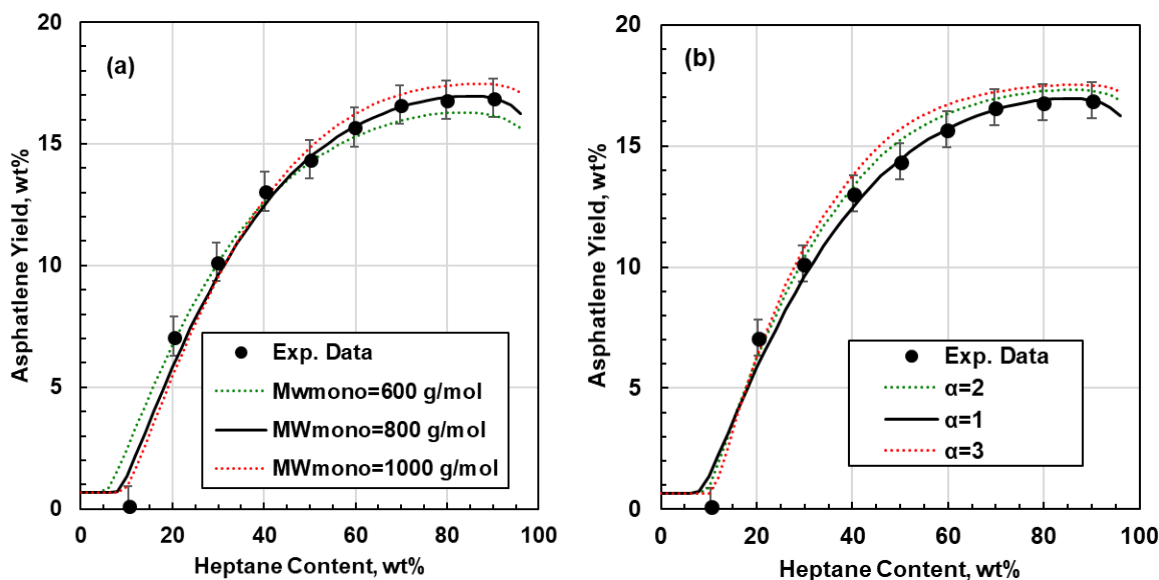 (a)
20
15
10
5
0
Asphatlene Yield, wt%
Exp. Data
Mwmono=600 g/mol
MWmono=800 g/mol
MWmono=1000 g/mol
0 20 40 60 80 100
Heptane Content, wt%
(b)
20
15
10
5
0
Asphatlene Yield, wt%
Exp. Data
α=2
α=1
α=3
0 20 40 60 80 100
Heptane Content, wt%